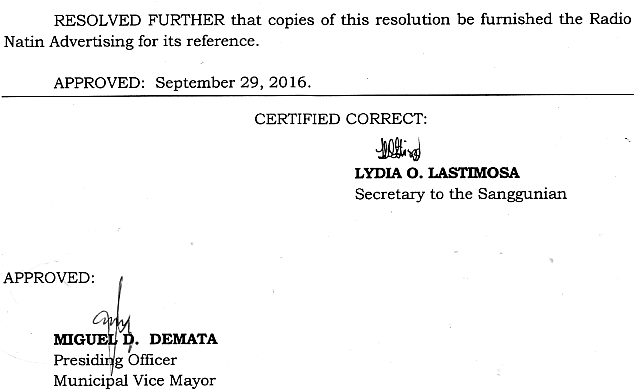 RESOLVED FURTHER that copies of this resolution be furnished the Radio
Natin Advertising for its reference.
APPROVED: September 29, 2016.
CERTIFIED CORRECT:
LYDIA O. LASTIMOSA
Secretary to the Sanggunian
APPROVED:
MIGUEL D. DEMATA
Presiding Officer
Municipal Vice Mayor